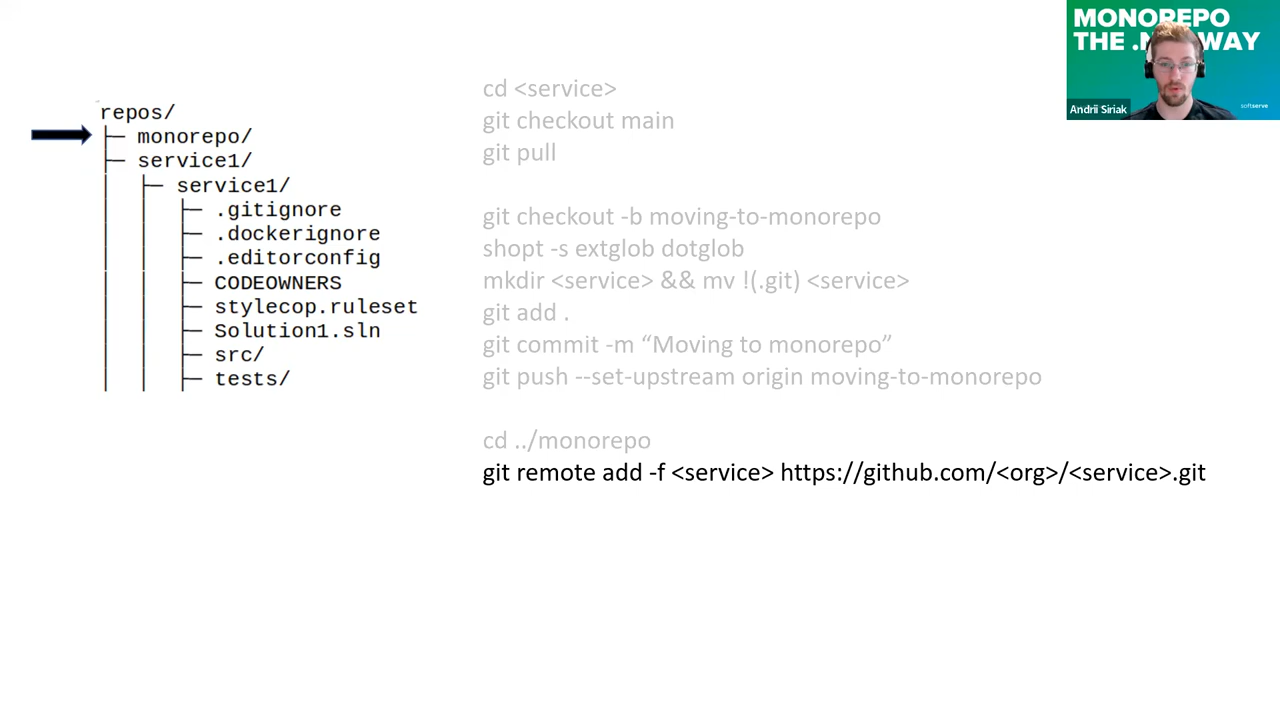 MONOREPO
THE .N WAY
Andrii Siriak
softserve
repos/
monorepo/
service1/
service1/
.gitignore
.dockerignore
.editorconfig
CODEOWNERS
stylecop.ruleset
Solution1.sln
src/
tests/
cd <service>
git checkout main
git pull
git checkout -b moving-to-monorepo
shopt -s extglob dotglob
mkdir <service> && mv !(.git) <service>
git add .
git commit -m “Moving to monorepo”
git push --set-upstream origin moving-to-monorepo
cd ../monorepo
git remote add -f <service> https://github.com/<org>/<service>.git